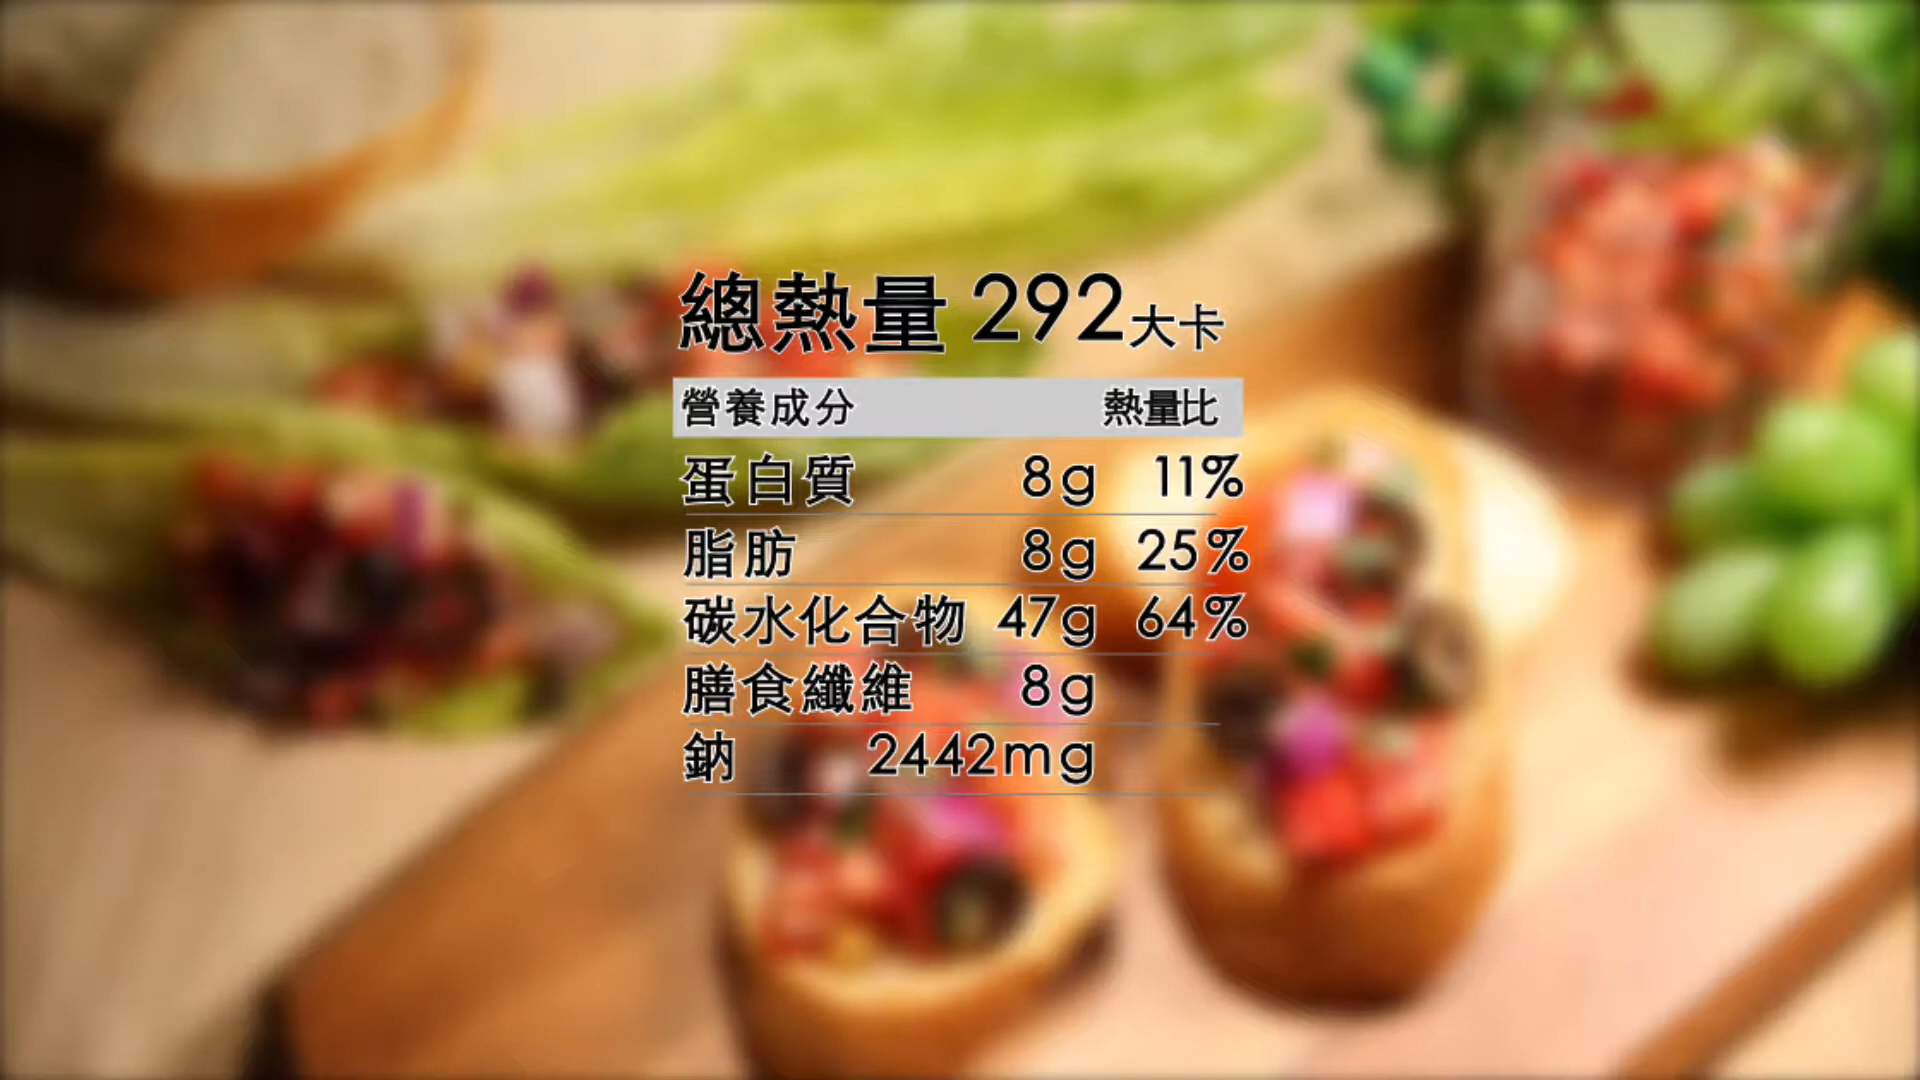 總熱量 292大卡
營養成分 熱量比
蛋白質 8g 11%
脂肪 8g 25%
碳水化合物 47g 64%
膳食纖維 8g
鈉 2442mg